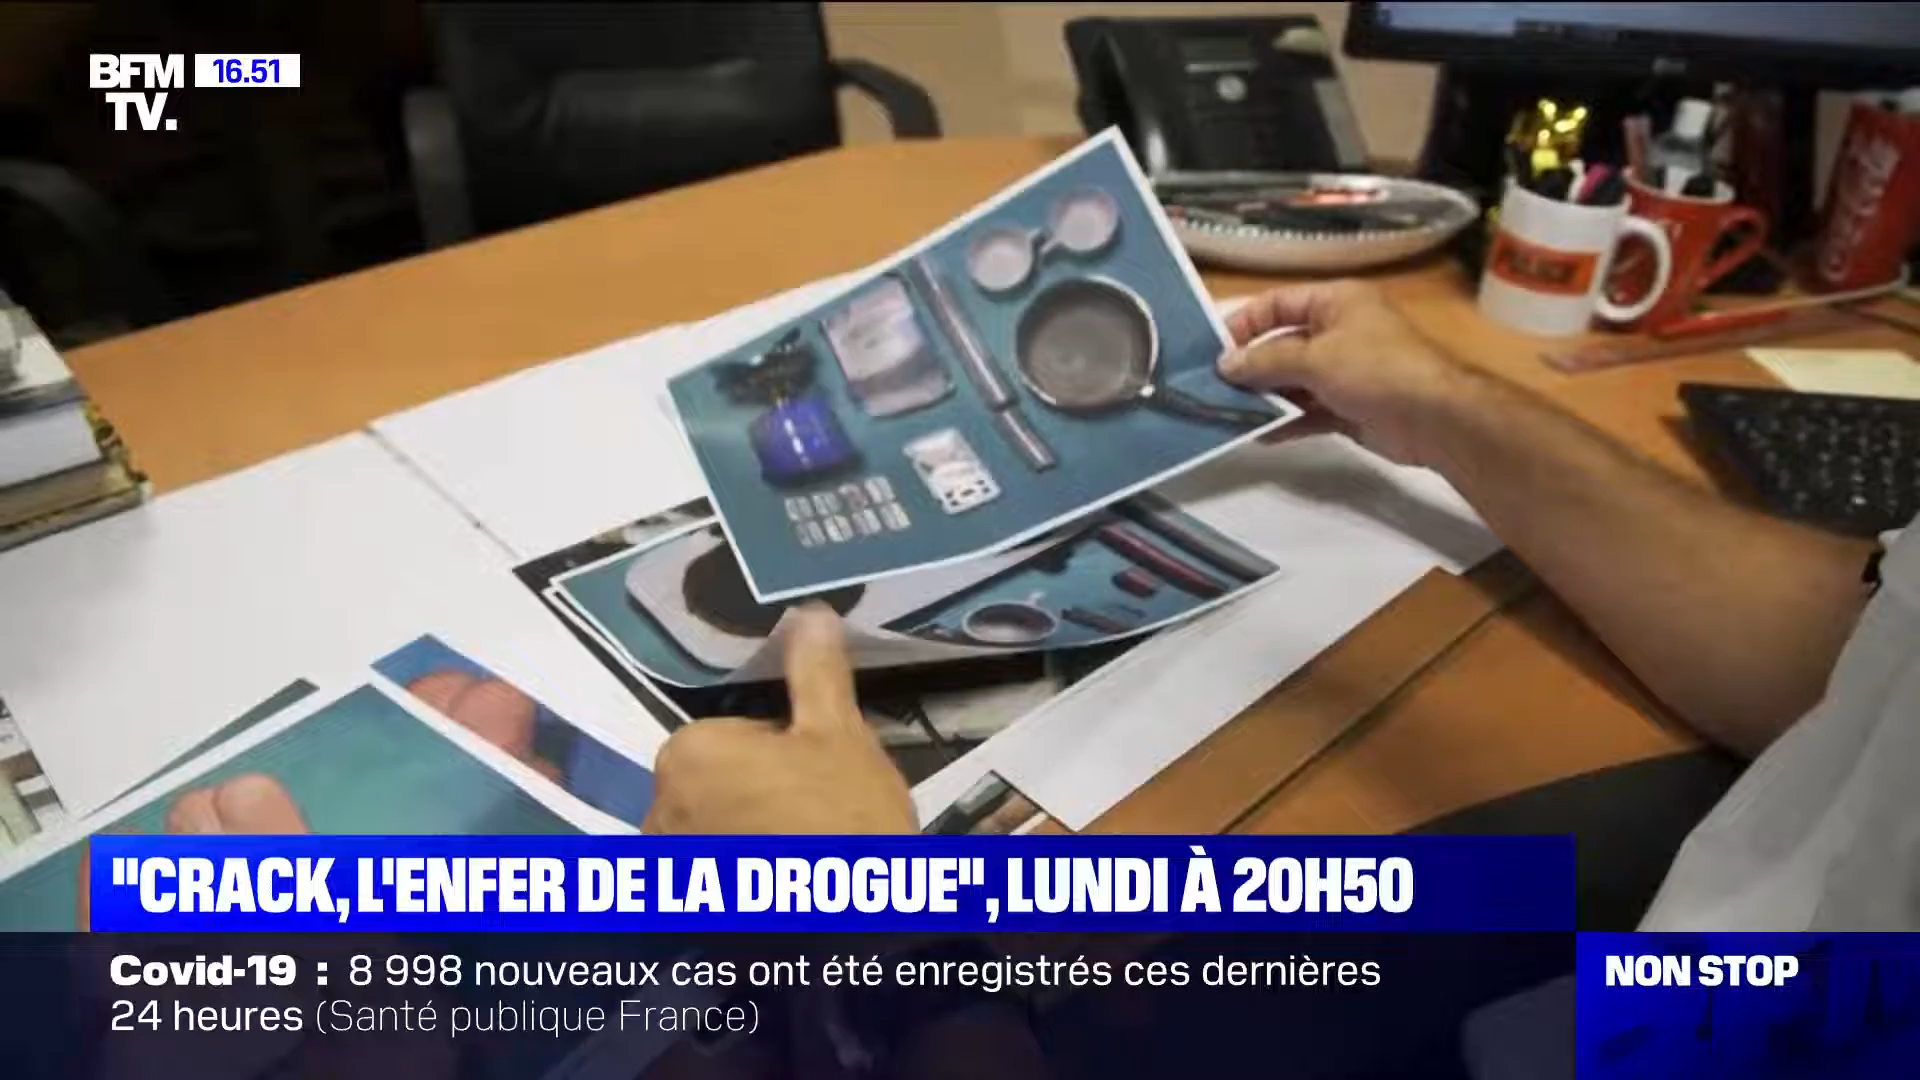 BFM 16.51
TV.
POLICE
"CRACK, L'ENFER DE LA DROGUE", LUNDI À 20H50
Covid-19 : 8 998 nouveaux cas ont été enregistrés ces dernières
24 heures (Santé publique France)
NON STOP